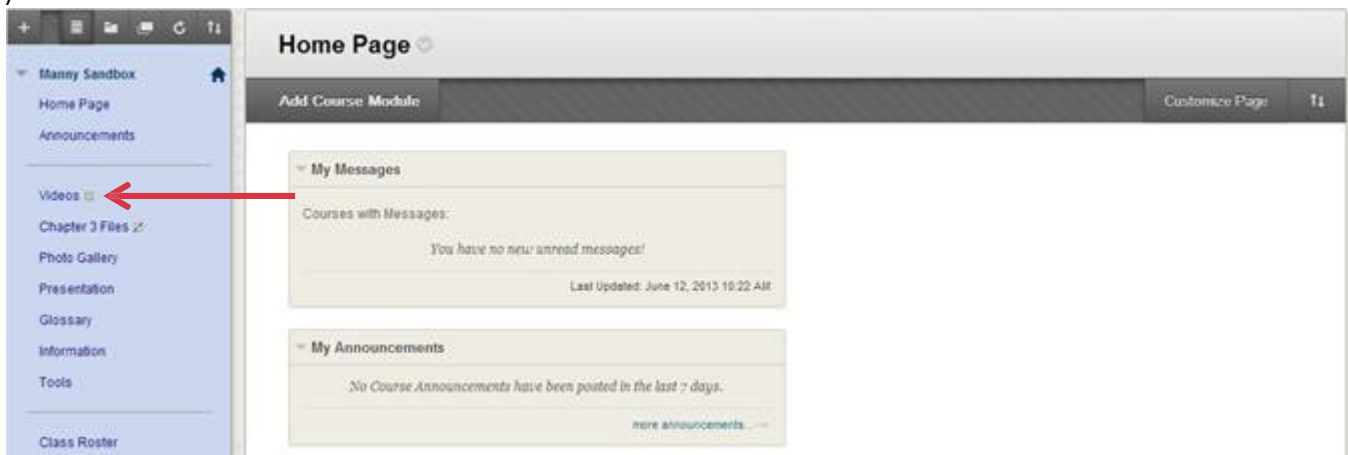 Manny Sandbox
Home Page
Announcements
Videos
Chapter 3 Files
Photo Gallery
Presentation
Glossary
Information
Tools
Class Roster
Home Page
Add Course Module
Customize Page
My Messages
Courses with Messages:
You have no new unread messages!
Last Updated: June 12, 2013 10:22 AM
My Announcements
No Course Announcements have been posted in the last 7 days.
more announcements...